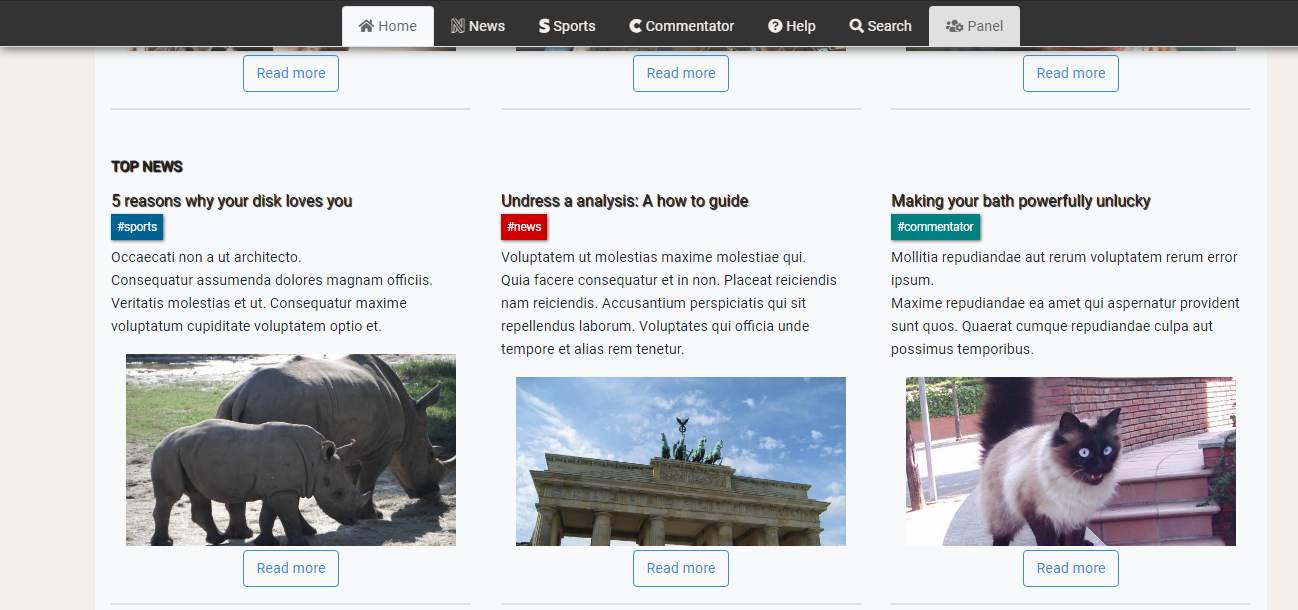 Home News Sports Commentator Help Search Panel
Read more Read more Read more
TOP NEWS
5 reasons why your disk loves you
#sports
Occaecati non a ut architecto.
Consequatur assumenda dolores magnam officiis.
Veritatis molestias et ut. Consequatur maxime
voluptatum cupiditate voluptatem optio et.
Read more
Undress a analysis: A how to guide
#news
Voluptatem ut molestias maxime molestiae qui.
Quia facere consequatur et in non. Placeat reiciendis
nam reiciendis. Accusantium perspiciatis qui sit
repellendus laborum. Voluptates qui officia unde
tempore et alias rem tenetur.
Read more
Making your bath powerfully unlucky
#commentator
Mollitia repudiandae aut rerum voluptatem rerum error
ipsum.
Maxime repudiandae ea amet qui aspernatur provident
sunt quos. Quaerat cumque repudiandae culpa aut
possimus temporibus.
Read more